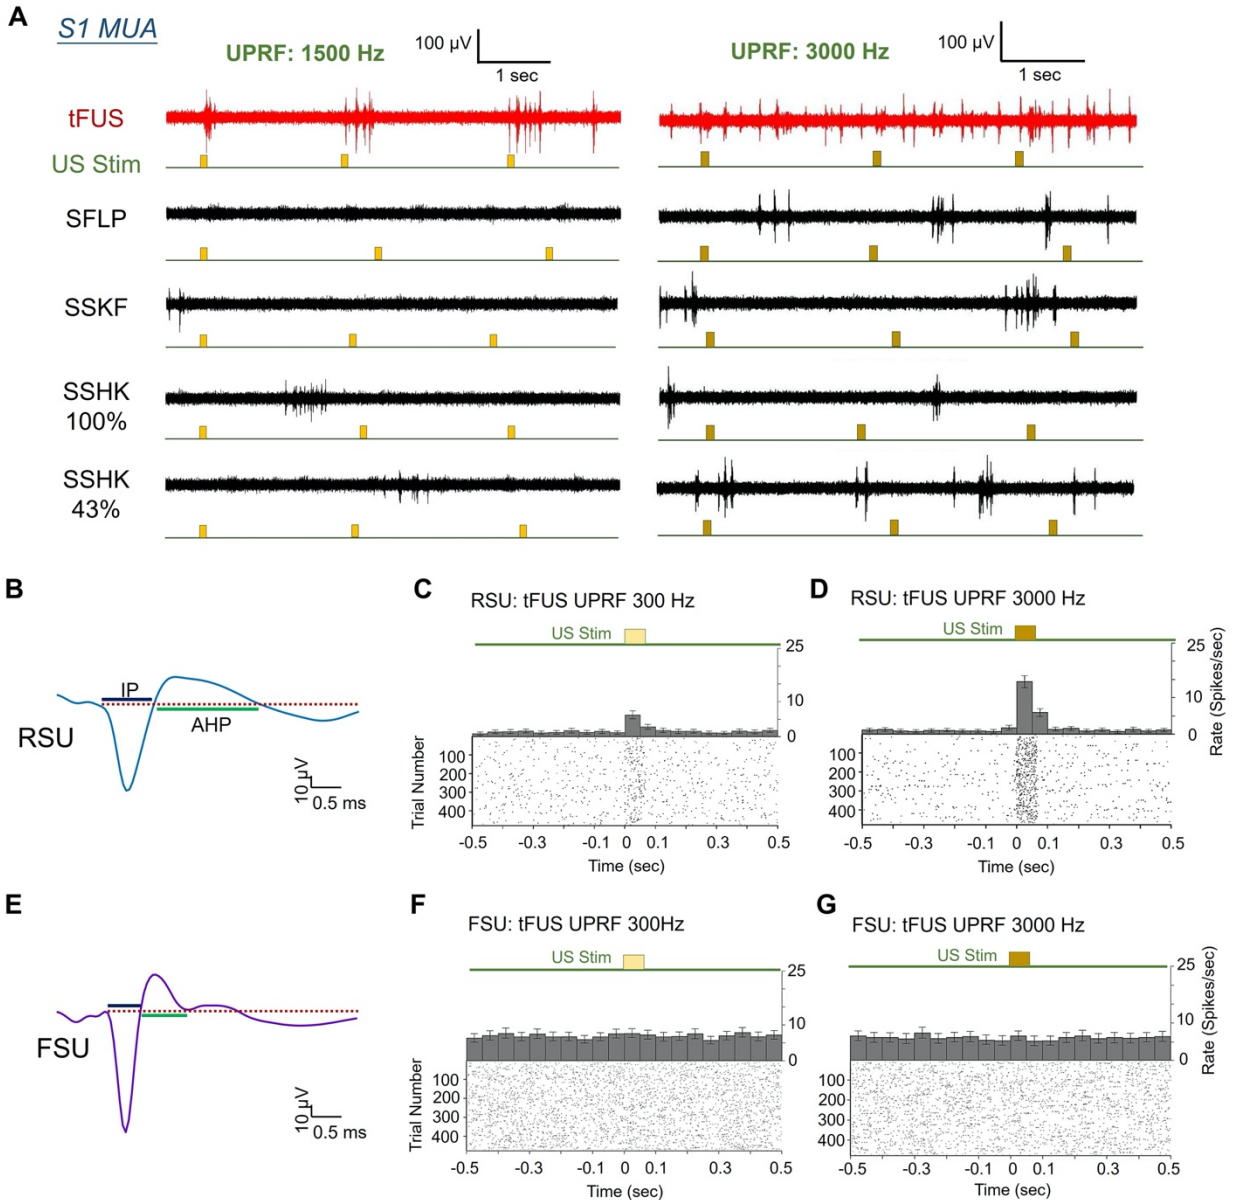 A
S1 MUA
UPRF: 1500 Hz
100 µV
1 sec
UPRF: 3000 Hz
100 µV
1 sec
tFUS
US Stim
SFLP
SSKF
SSHK
100%
SSHK
43%
B
IP
AHP
RSU
10 µV
0.5 ms
C
RSU: tFUS UPRF 300 Hz
US Stim
25
10
0
Trial Number
100
200
300
400
-0.5 -0.3 -0.1 0 0.1 0.3 0.5
Time (sec)
D
RSU: tFUS UPRF 3000 Hz
US Stim
25
10
0
Rate (Spikes/sec)
100
200
300
400
-0.5 -0.3 -0.1 0 0.1 0.3 0.5
Time (sec)
E
FSU
10 µV
0.5 ms
F
FSU: tFUS UPRF 300Hz
US Stim
25
10
0
Trial Number
100
200
300
400
-0.5 -0.3 -0.1 0 0.1 0.3 0.5
Time (sec)
G
FSU: tFUS UPRF 3000 Hz
US Stim
25
10
0
Rate (Spikes/sec)
100
200
300
400
-0.5 -0.3 -0.1 0 0.1 0.3 0.5
Time (sec)